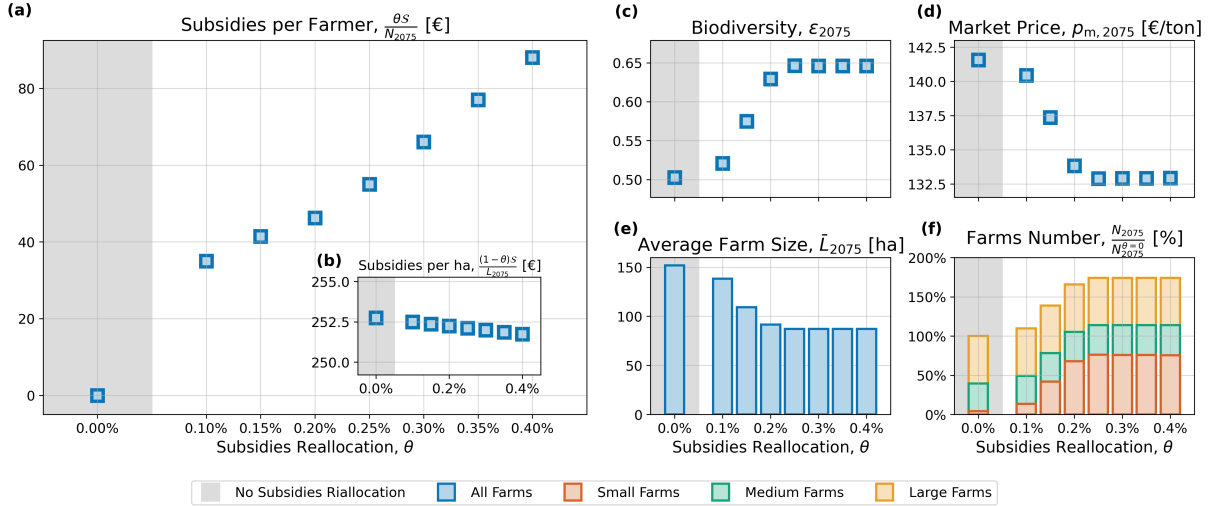 (a)
Subsidies per Farmer, θS/N₂₀₇₅ [€]
80
60
40
20
0
0.00% 0.10% 0.15% 0.20% 0.25% 0.30% 0.35% 0.40%
Subsidies Reallocation, θ
(b)
Subsidies per ha, (1−θ)S/L₂₀₇₅ [€]
255.0
252.5
250.0
0.0% 0.2% 0.4%
(c)
Biodiversity, ε₂₀₇₅
0.65
0.60
0.55
0.50
(d)
Market Price, pₘ,₂₀₇₅ [€/ton]
142.5
140.0
137.5
135.0
132.5
(e)
Average Farm Size, L̄₂₀₇₅ [ha]
150
100
50
0
0.0% 0.1% 0.2% 0.3% 0.4%
Subsidies Reallocation, θ
(f)
Farms Number, N₂₀₇₅/N₂₀₇₅^θ=0 [%]
200%
150%
100%
50%
0%
0.0% 0.1% 0.2% 0.3% 0.4%
Subsidies Reallocation, θ
No Subsidies Riallocation All Farms Small Farms Medium Farms Large Farms